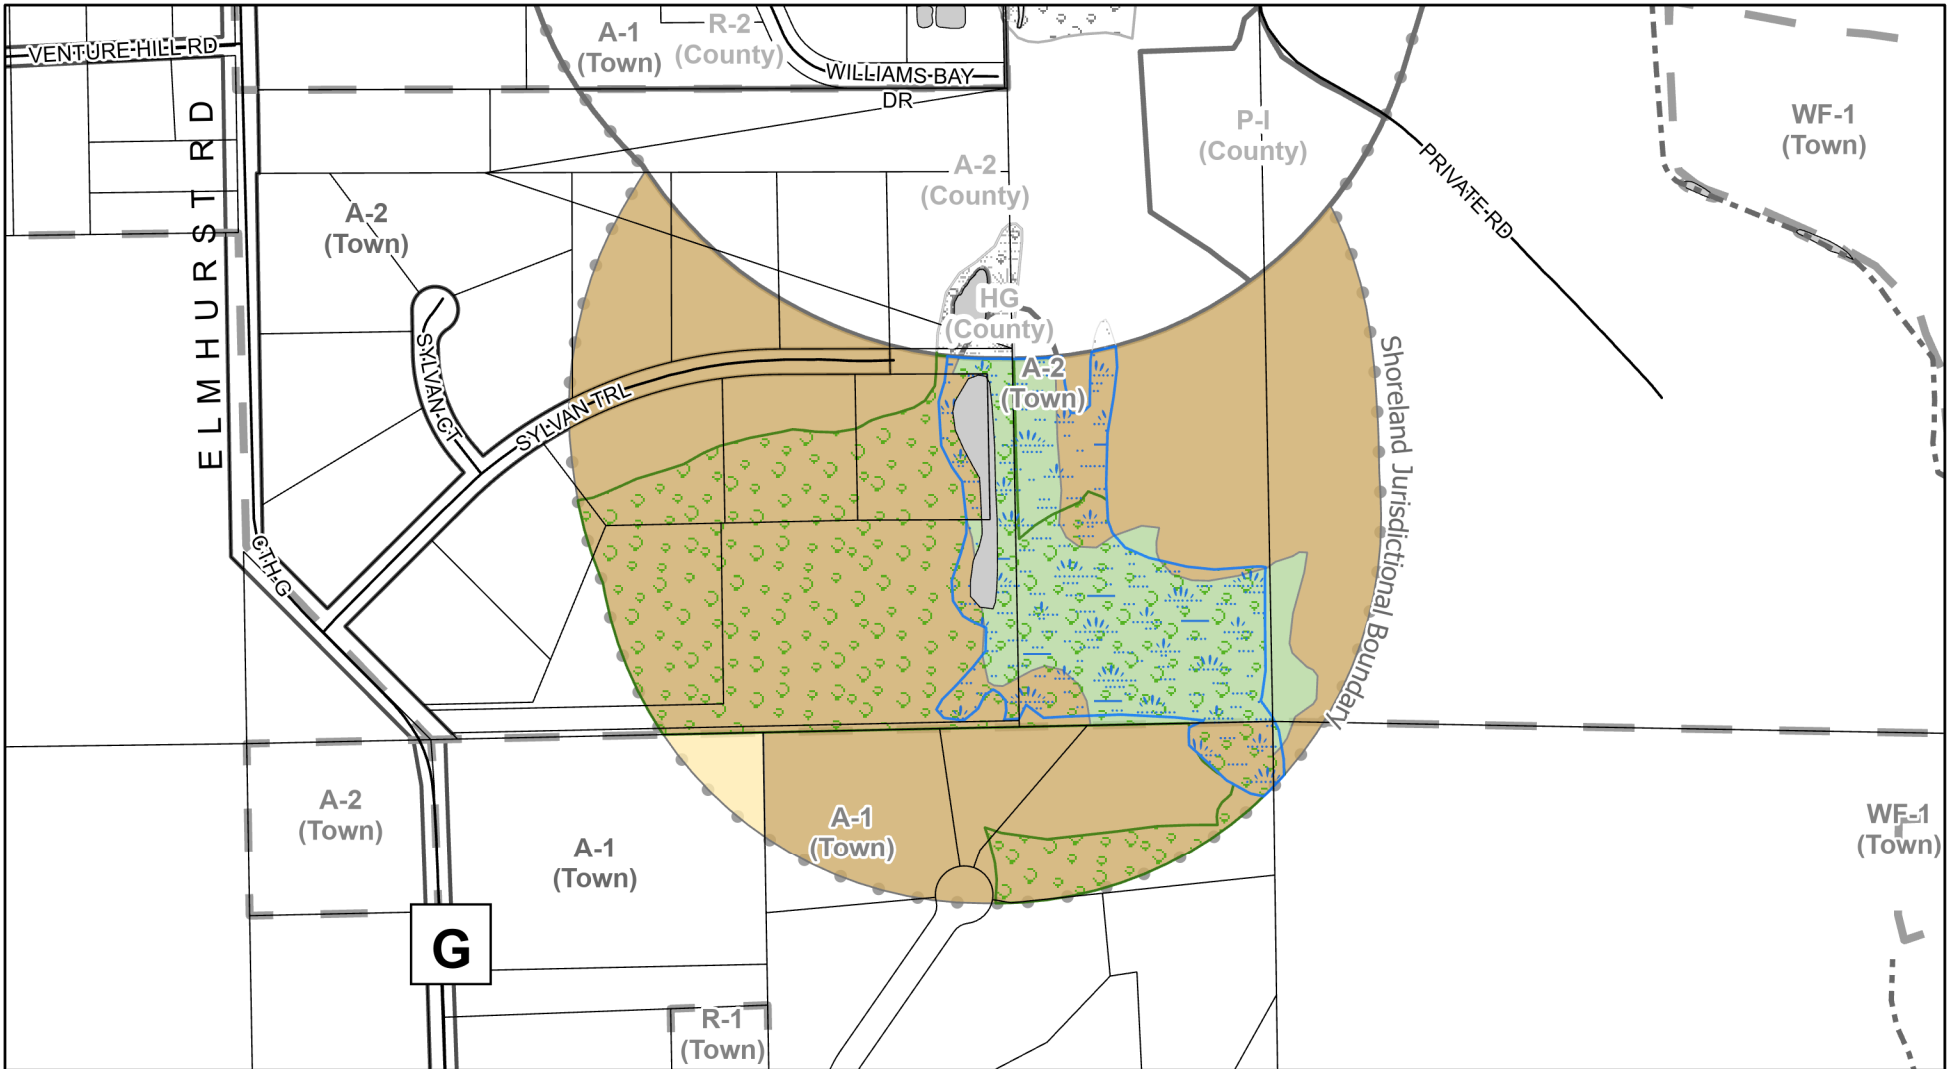 VENTURE HILL RD
A-1
(Town)
R-2
(County)
WILLIAMS BAY
DR
ELMHURST RD
A-2
(Town)
A-2
(County)
P-I
(County)
PRIVATE RD
WF-1
(Town)
HG
(County)
A-2
(Town)
SYLVAN CT
SYLVAN TRL
Shoreland Jurisdictional Boundary
CTH G
A-2
(Town)
A-1
(Town)
A-1
(Town)
WF-1
(Town)
G
R-1
(Town)